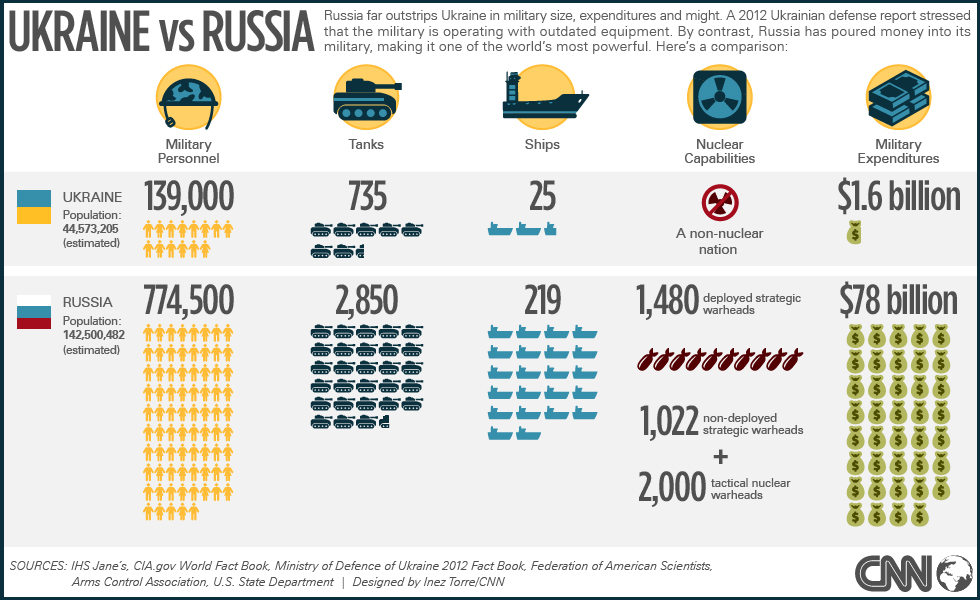 UKRAINE vs RUSSIA
Russia far outstrips Ukraine in military size, expenditures and might. A 2012 Ukrainian defense report stressed
that the military is operating with outdated equipment. By contrast, Russia has poured money into its
military, making it one of the world's most powerful. Here's a comparison:
Military
Personnel
Tanks
Ships
Nuclear
Capabilities
Military
Expenditures
UKRAINE
Population:
44,573,205
(estimated)
139,000
735
25
A non-nuclear
nation
$1.6 billion
$
RUSSIA
Population:
142,500,482
(estimated)
774,500
2,850
219
1,480 deployed strategic
warheads
1,022 non-deployed
strategic warheads
+
2,000 tactical nuclear
warheads
$78 billion
$ $ $ $ $
$ $ $ $ $
$ $ $ $ $
$ $ $ $ $
$ $ $ $ $
$ $ $ $ $
$ $ $ $ $
$ $ $ $
SOURCES: IHS Jane's, CIA.gov World Fact Book, Ministry of Defence of Ukraine 2012 Fact Book, Federation of American Scientists,
Arms Control Association, U.S. State Department | Designed by Inez Torre/CNN
CNN